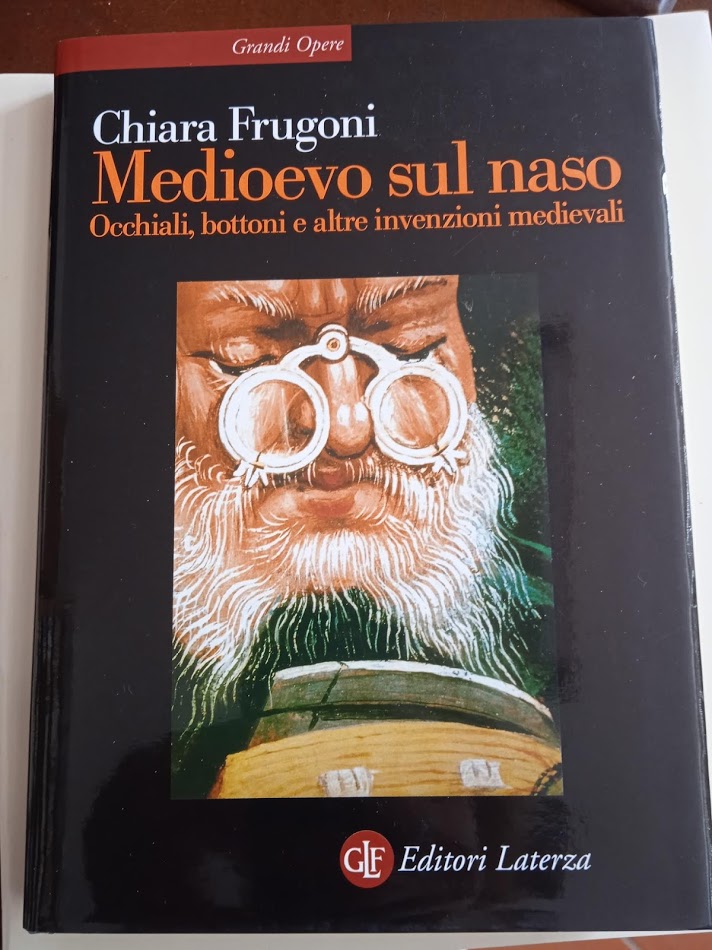 Grandi Opere
Chiara Frugoni
Medioevo sul naso
Occhiali, bottoni e altre invenzioni medievali
GLF Editori Laterza